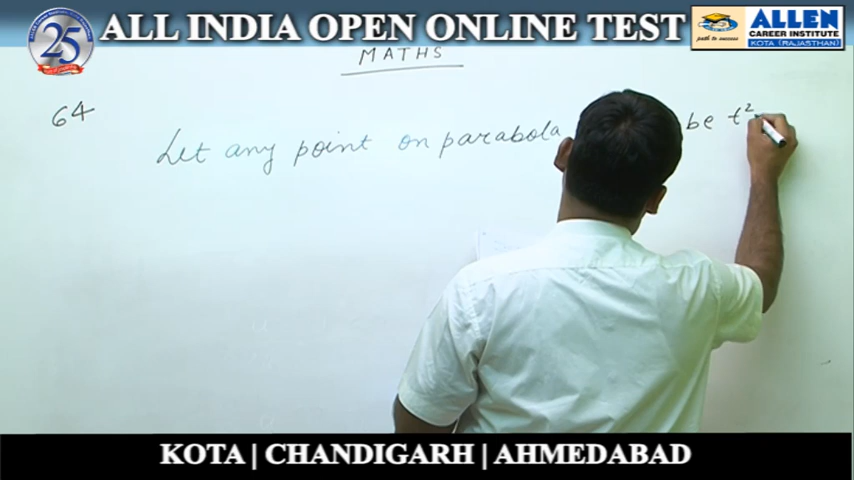 ALL INDIA OPEN ONLINE TEST
25
ALLEN
CAREER INSTITUTE
KOTA (RAJASTHAN)
path to success
MATHS
64
Let any point on parabola be t²
KOTA | CHANDIGARH | AHMEDABAD